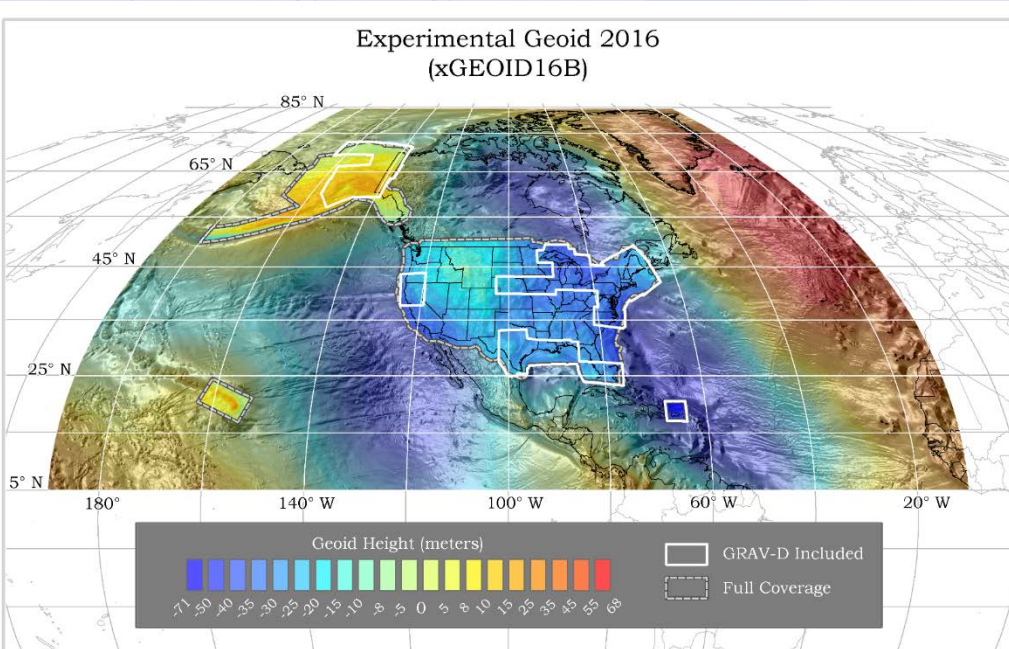 Experimental Geoid 2016
(xGEOID16B)
85° N
65° N
45° N
25° N
5° N
180°
140° W
100° W
60° W
20° W
Geoid Height (meters)
-71 -50 -40 -35 -30 -25 -20 -15 -10 -8 -5 0 5 8 10 15 25 35 45 55 68
GRAV-D Included
Full Coverage